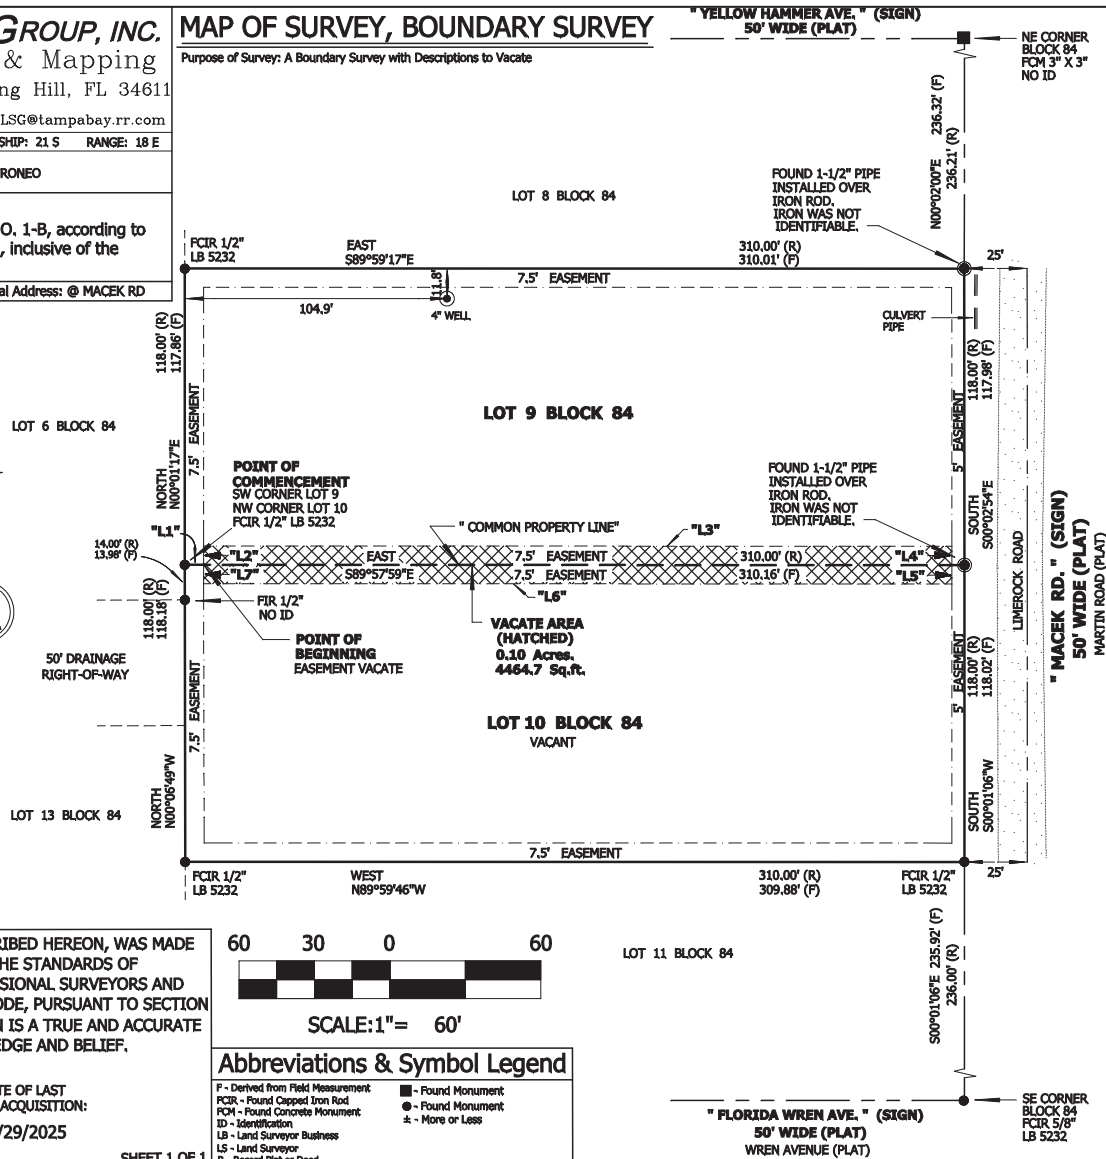 GROUP, INC.
& Mapping
ng Hill, FL 34611
LSG@tampabay.rr.com
SHIP: 21 S RANGE: 18 E
RONEO
O. 1-B, according to
, inclusive of the
al Address: @ MACEK RD
MAP OF SURVEY, BOUNDARY SURVEY
Purpose of Survey: A Boundary Survey with Descriptions to Vacate
" YELLOW HAMMER AVE. " (SIGN)
50' WIDE (PLAT)
NE CORNER
BLOCK 84
FCM 3" X 3"
NO ID
236.32' (F)
N00°02'00"E
236.21' (R)
FOUND 1-1/2" PIPE
INSTALLED OVER
IRON ROD.
IRON WAS NOT
IDENTIFIABLE.
LOT 8 BLOCK 84
FCIR 1/2"
LB 5232
EAST
S89°59'17"E
310.00' (R)
310.01' (F)
25'
7.5' EASEMENT
11.8'
104.9'
4" WELL
CULVERT
PIPE
118.00' (R)
117.86' (F)
118.00' (R)
117.98' (F)
7.5' EASEMENT
5' EASEMENT
LOT 9 BLOCK 84
LOT 6 BLOCK 84
NORTH
N00°01'17"E
POINT OF
COMMENCEMENT
SW CORNER LOT 9
NW CORNER LOT 10
FCIR 1/2" LB 5232
FOUND 1-1/2" PIPE
INSTALLED OVER
IRON ROD.
IRON WAS NOT
IDENTIFIABLE.
SOUTH
S00°02'54"E
"L1"
" COMMON PROPERTY LINE"
"L3"
14.00' (R)
13.98' (F)
"L2" EAST 7.5' EASEMENT 310.00' (R) "L4"
"L7" S89°57'59"E 7.5' EASEMENT 310.16' (F) "L5"
"L6"
LIMEROCK ROAD
" MACEK RD. " (SIGN)
50' WIDE (PLAT)
MARTIN ROAD (PLAT)
118.00' (R)
118.18' (F)
FIR 1/2"
NO ID
VACATE AREA
(HATCHED)
0.10 Acres.
4464.7 Sq.ft.
POINT OF
BEGINNING
EASEMENT VACATE
50' DRAINAGE
RIGHT-OF-WAY
7.5' EASEMENT
5' EASEMENT
118.00' (R)
118.02' (F)
LOT 10 BLOCK 84
VACANT
NORTH
N00°06'49"W
SOUTH
S00°01'06"W
LOT 13 BLOCK 84
7.5' EASEMENT
FCIR 1/2"
LB 5232
WEST
N89°59'46"W
310.00' (R)
309.88' (F)
FCIR 1/2"
LB 5232
25'
RIBED HEREON, WAS MADE
HE STANDARDS OF
SIONAL SURVEYORS AND
ODE, PURSUANT TO SECTION
N IS A TRUE AND ACCURATE
EDGE AND BELIEF.
TE OF LAST
ACQUISITION:
/29/2025
SHEET 1 OF 1
60 30 0 60
SCALE:1"= 60'
LOT 11 BLOCK 84
S00°01'06"E 235.92' (F)
236.00' (R)
Abbreviations & Symbol Legend
F - Derived from Field Measurement
FCIR - Found Capped Iron Rod
FCM - Found Concrete Monument
ID - Identification
LB - Land Surveyor Business
LS - Land Surveyor
- Found Monument
- Found Monument
± - More or Less
" FLORIDA WREN AVE. " (SIGN)
50' WIDE (PLAT)
WREN AVENUE (PLAT)
SE CORNER
BLOCK 84
FCIR 5/8"
LB 5232